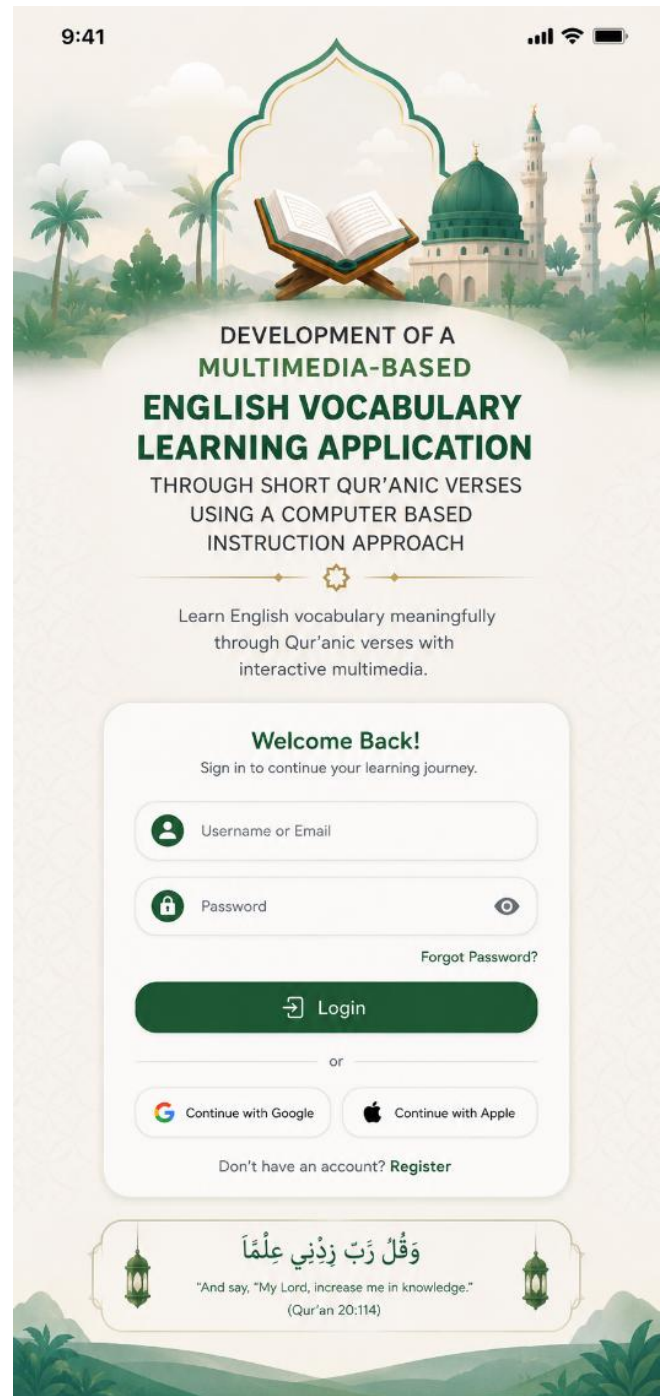 9:41
DEVELOPMENT OF A
MULTIMEDIA-BASED
ENGLISH VOCABULARY
LEARNING APPLICATION
THROUGH SHORT QUR’ANIC VERSES
USING A COMPUTER BASED
INSTRUCTION APPROACH
Learn English vocabulary meaningfully
through Qur’anic verses with
interactive multimedia.
Welcome Back!
Sign in to continue your learning journey.
Username or Email
Password
Forgot Password?
Login
or
Continue with Google
Continue with Apple
Don’t have an account? Register
وَقُلُ رَّبّ زِدْنِي عِلْمًاَ
“And say, “My Lord, increase me in knowledge.”
(Qur’an 20:114)